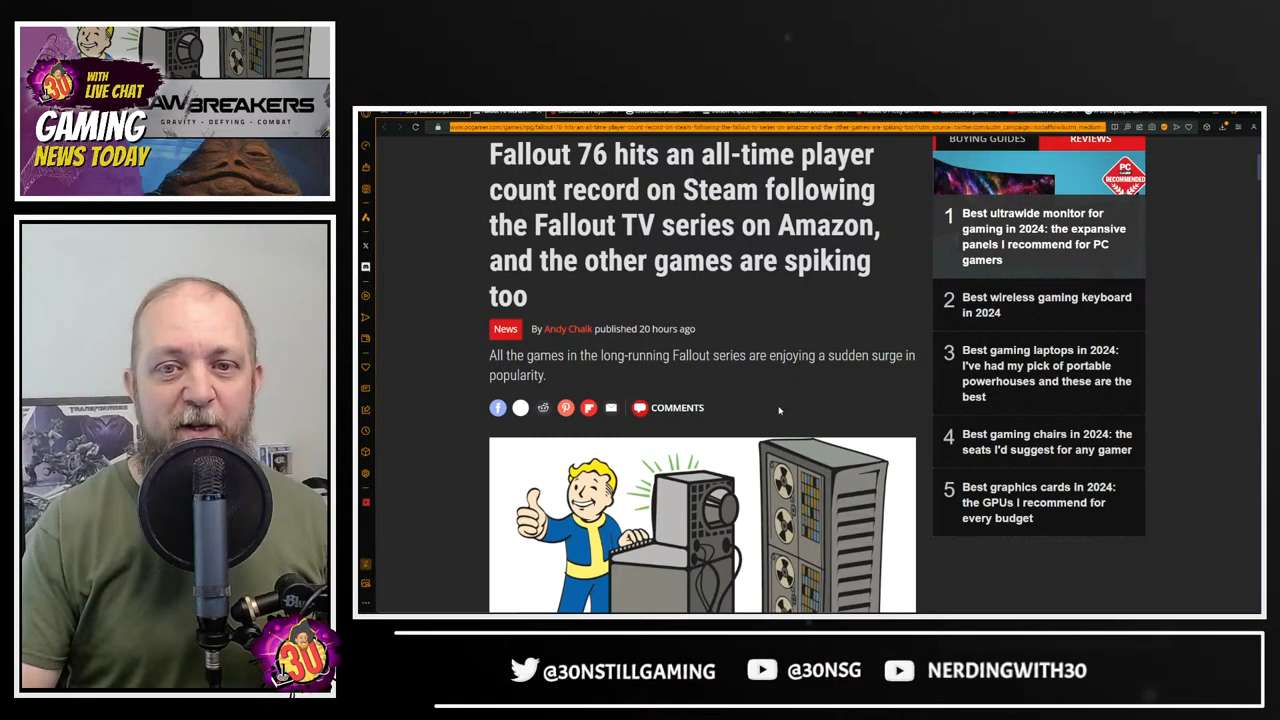 WITH
LIVE CHAT
30
GAMING
NEWS TODAY
AWBREAKERS
GRAVITY - DEFYING - COMBAT
Fallout 76 hits an all-time player
count record on Steam following
the Fallout TV series on Amazon,
and the other games are spiking
too
News By Andy Chalk published 20 hours ago
All the games in the long-running Fallout series are enjoying a sudden surge in
popularity.
COMMENTS
BUYING GUIDES
REVIEWS
PC
GAMER
RECOMMENDED
1 Best ultrawide monitor for
gaming in 2024: the expansive
panels I recommend for PC
gamers
2 Best wireless gaming keyboard
in 2024
3 Best gaming laptops in 2024:
I've had my pick of portable
powerhouses and these are the
best
4 Best gaming chairs in 2024: the
seats I'd suggest for any gamer
5 Best graphics cards in 2024:
the GPUs I recommend for
every budget
TRANSFORMERS
Blue
30
@30NSTILLGAMING
@30NSG
NERDINGWITH30